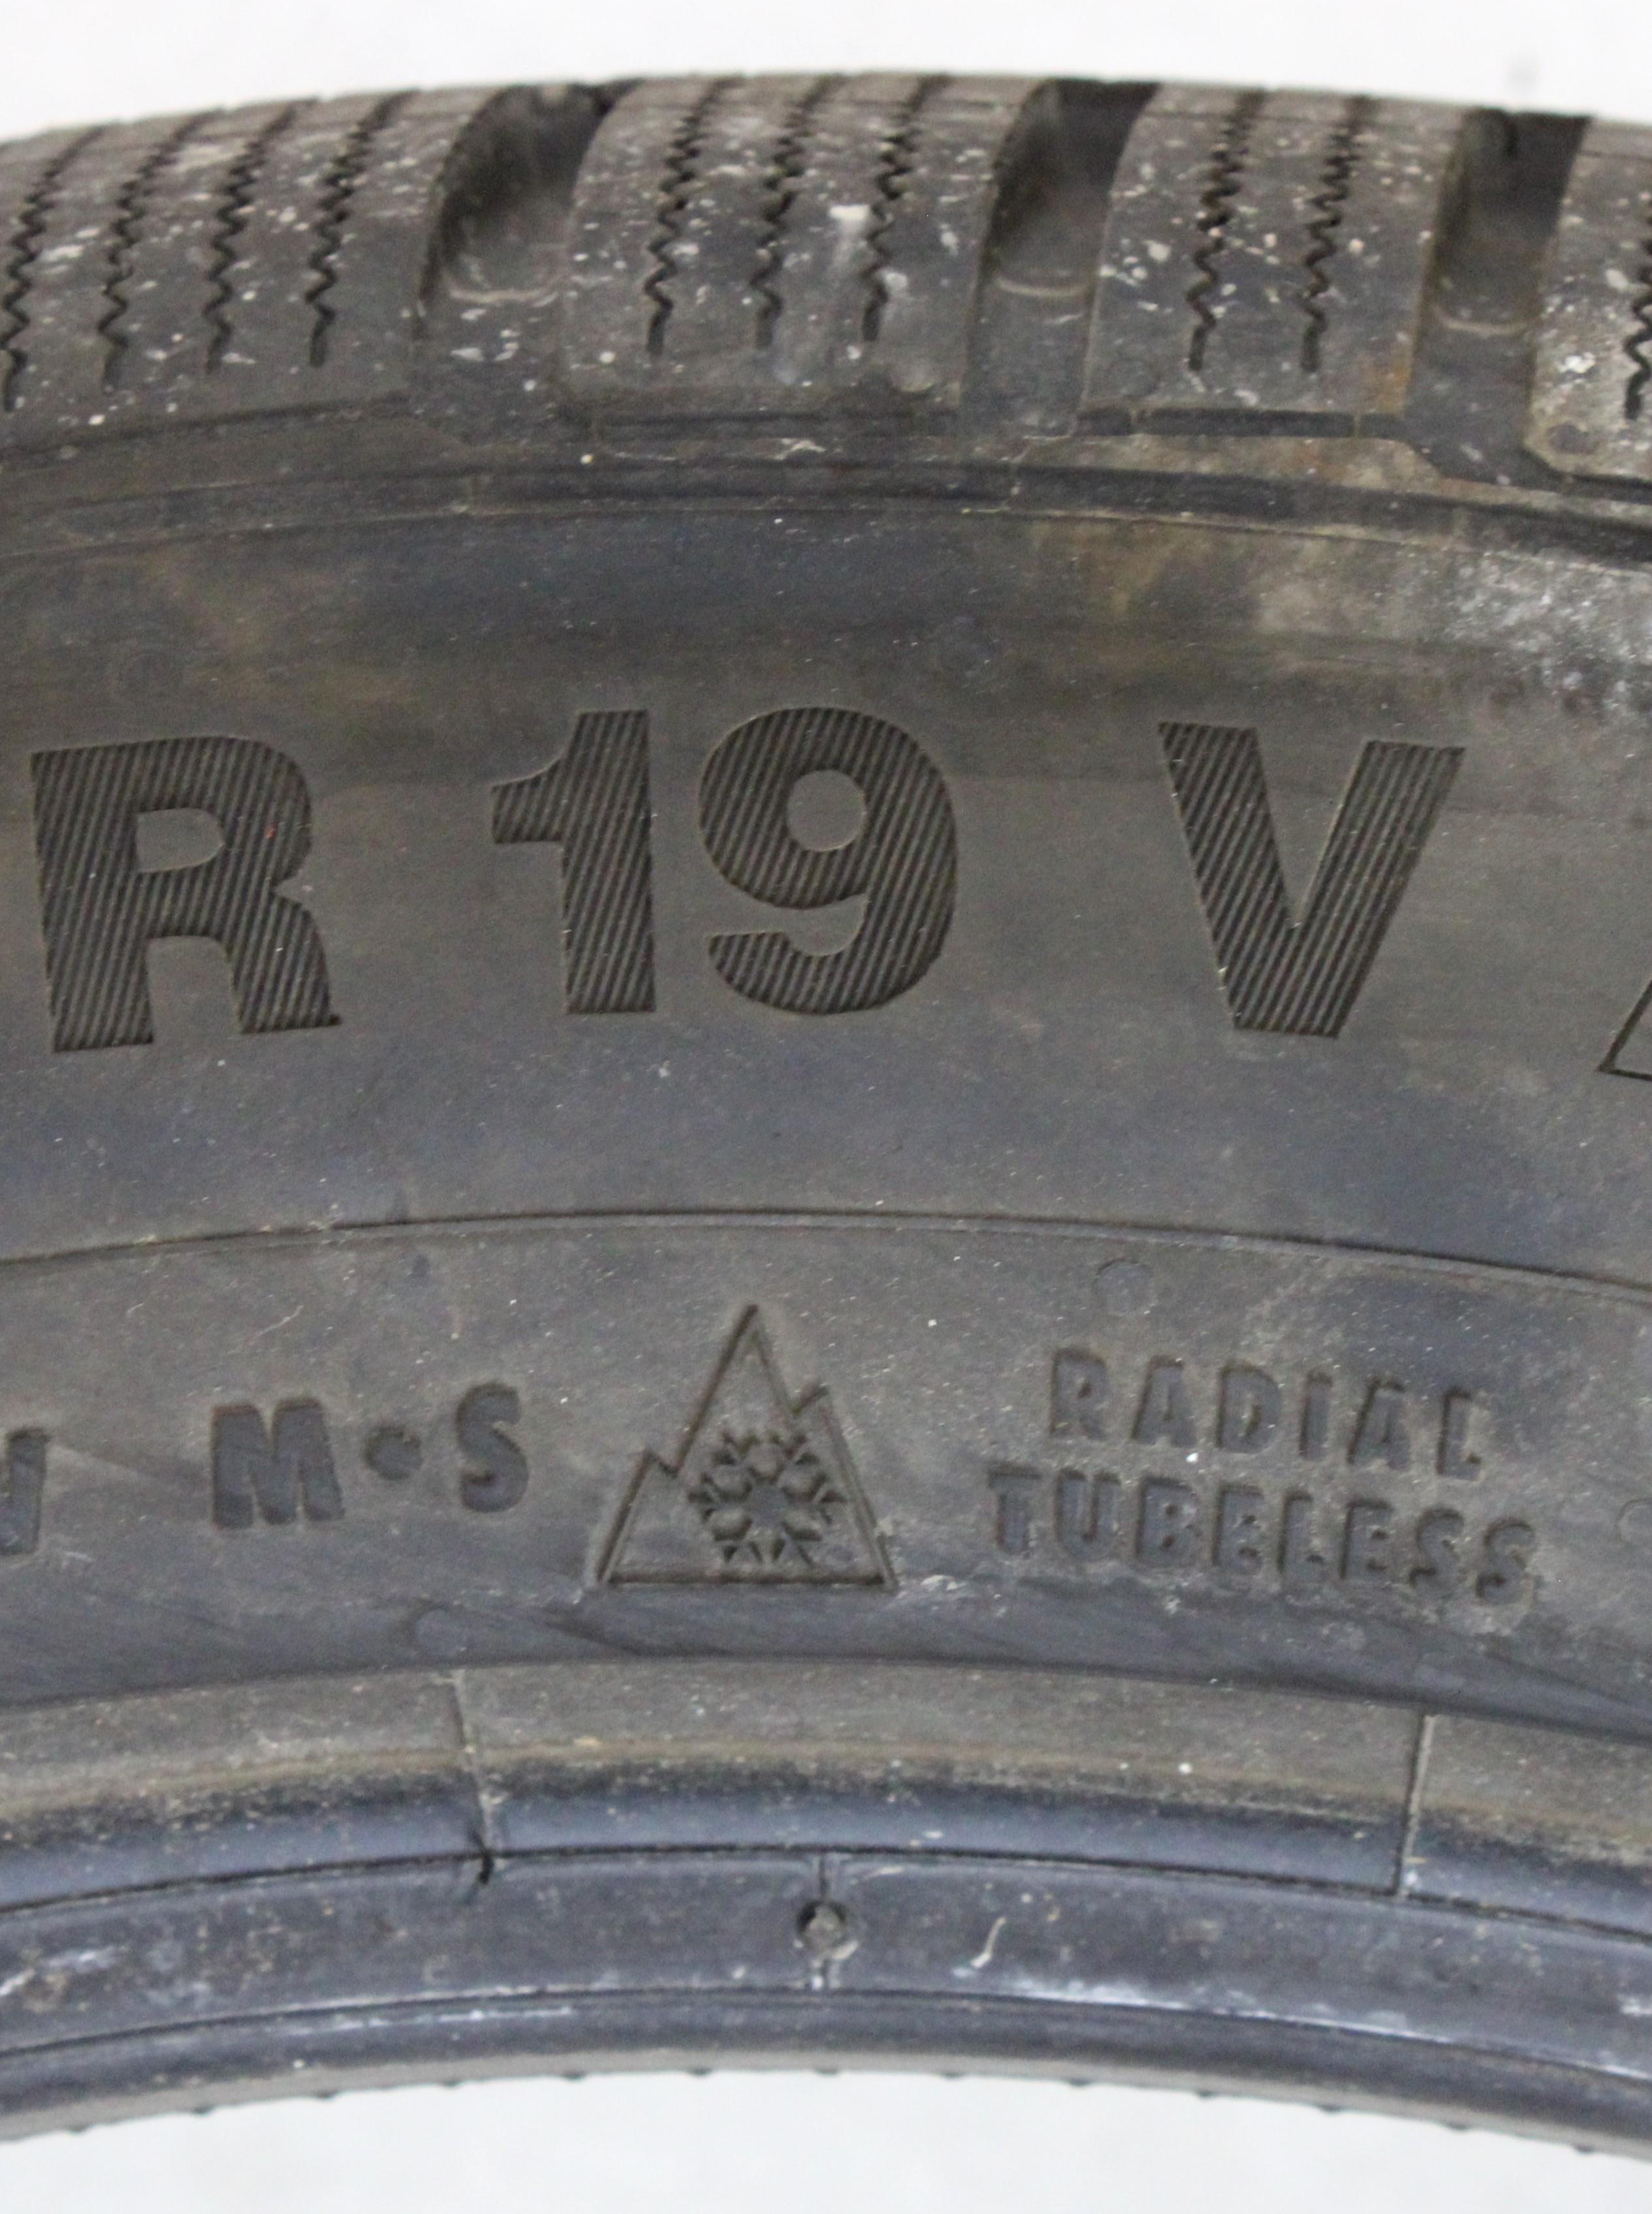 R 19 V
M•S
RADIAL
TUBELESS